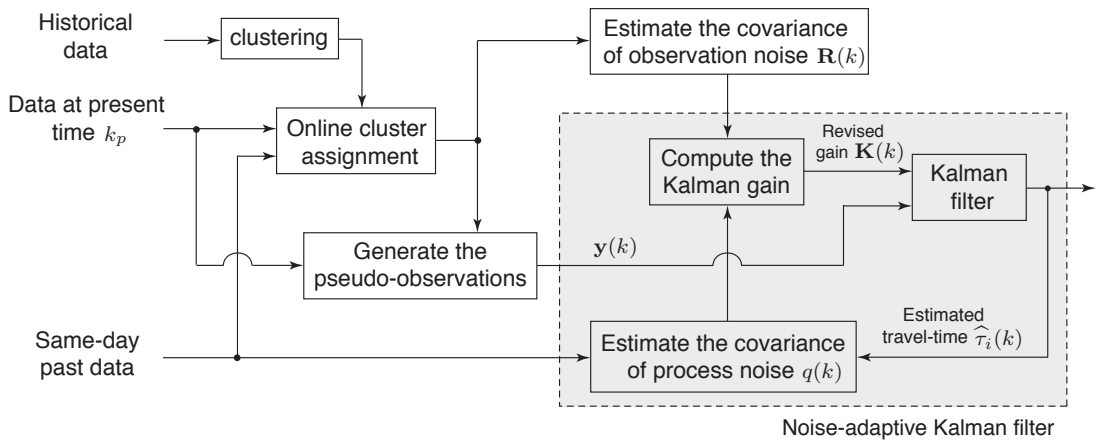 Historical
data
clustering
Estimate the covariance
of observation noise R(k)
Data at present
time k_p
Online cluster
assignment
Compute the
Kalman gain
Revised
gain K(k)
Kalman
filter
Generate the
pseudo-observations
y(k)
Same-day
past data
Estimate the covariance
of process noise q(k)
Estimated
travel-time τ̂_i(k)
Noise-adaptive Kalman filter